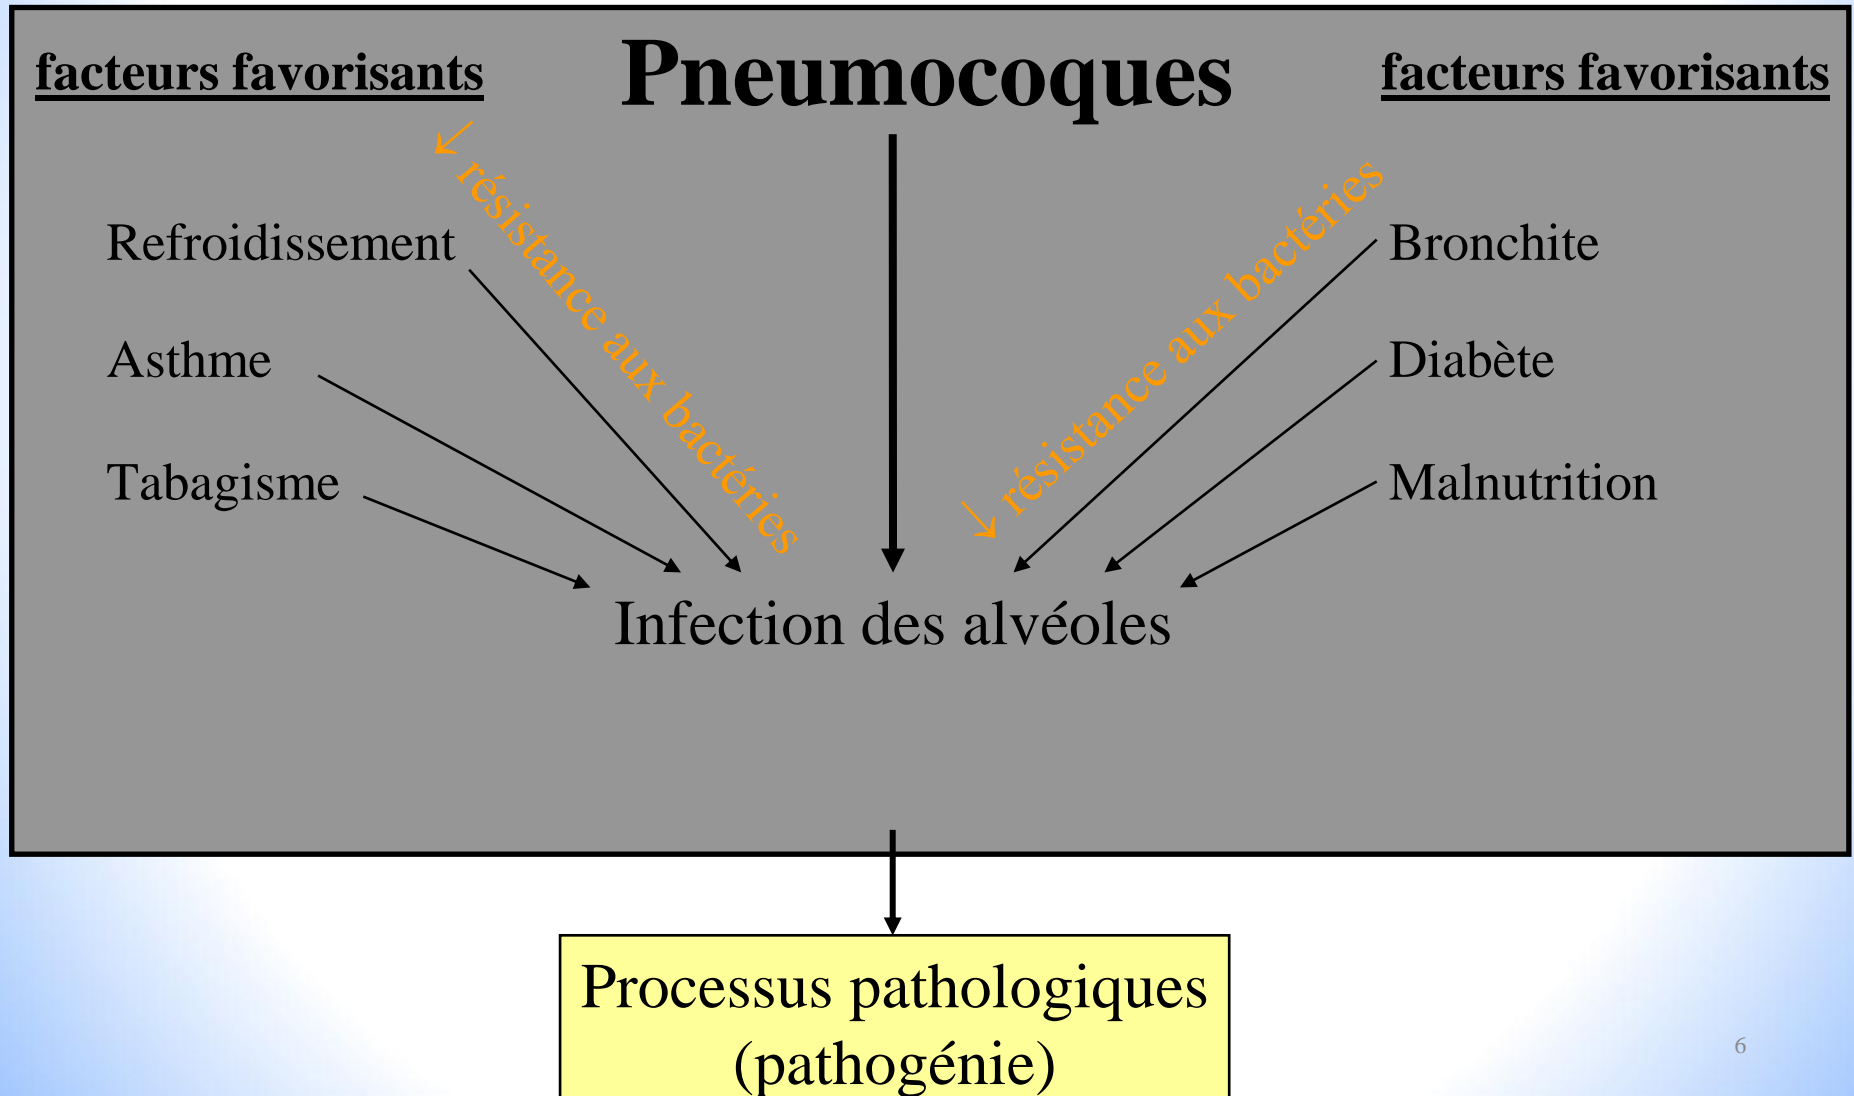 facteurs favorisants
Pneumocoques
facteurs favorisants
↙ résistance aux bactéries
↘ résistance aux bactéries
Refroidissement
Bronchite
Asthme
Diabète
Tabagisme
Malnutrition
Infection des alvéoles
Processus pathologiques
(pathogénie)
6